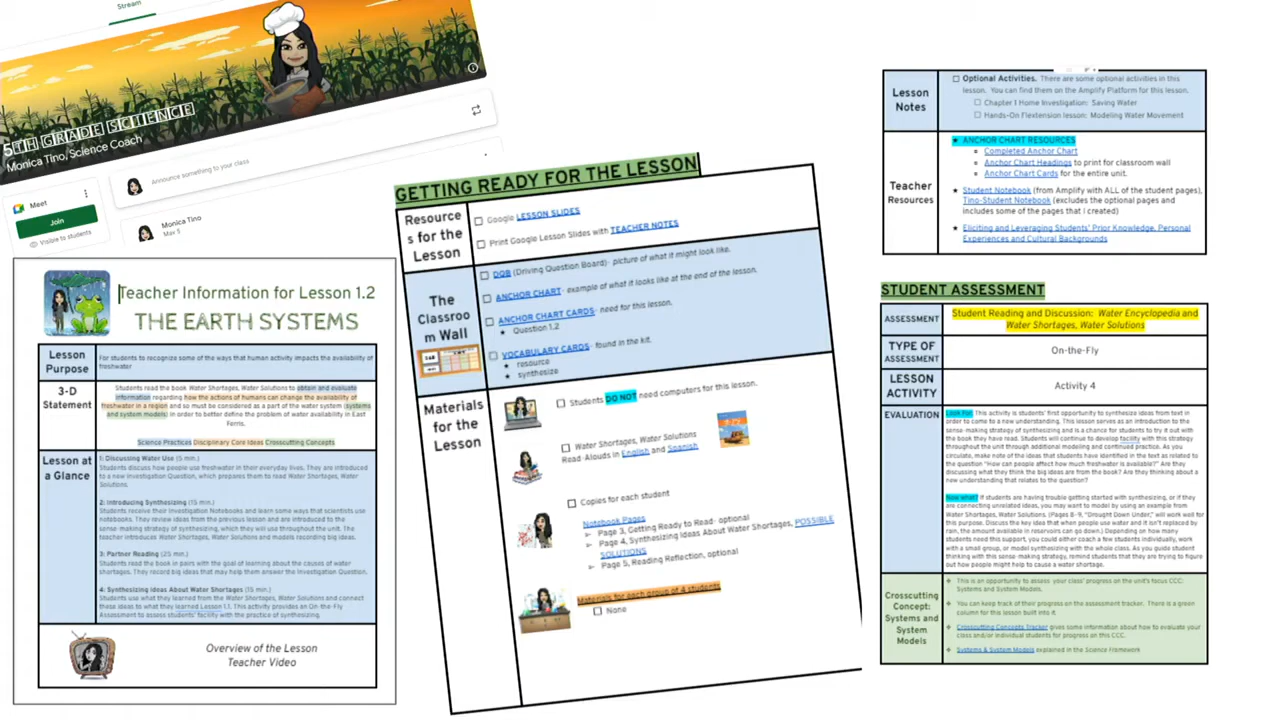 Stream
5TH GRADE SCIENCE
Monica Tino, Science Coach
Meet
Join
Visible to students
Announce something to your class
Monica Tino
May 5
Teacher Information for Lesson 1.2
THE EARTH SYSTEMS
Lesson Purpose
For students to recognize some of the ways that human activity impacts the availability of
freshwater
3-D Statement
Students read the book Water Shortages, Water Solutions to obtain and evaluate
information regarding how the actions of humans can change the availability of
freshwater in a region and so must be considered as a part of the water system (systems
and system models) in order to better define the problem of water availability in East
Ferris.
Science Practices Disciplinary Core Ideas Crosscutting Concepts
Lesson at a Glance
1: Discussing Water Use (5 min.)
Students discuss how people use freshwater in their everyday lives. They are introduced
to a new Investigation Question, which prepares them to read Water Shortages, Water
Solutions.
2: Introducing Synthesizing (15 min.)
Students receive their Investigation Notebooks and learn some ways that scientists use
notebooks. They review ideas from the previous lesson and are introduced to the
sense-making strategy of synthesizing, which they will use throughout the unit. The
teacher introduces Water Shortages, Water Solutions and models recording big ideas.
3: Partner Reading (25 min.)
Students read the book in pairs with the goal of learning about the causes of water
shortages. They record big ideas that may help them answer the Investigation Question.
4: Synthesizing Ideas About Water Shortages (15 min.)
Students use what they learned from the Water Shortages, Water Solutions and connect
these ideas to what they learned Lesson 1.1. This activity provides an On-the-Fly
Assessment to assess students' facility with the practice of synthesizing.
Overview of the Lesson
Teacher Video
GETTING READY FOR THE LESSON
Resource
s for the
Lesson
Google LESSON SLIDES
Print Google Lesson Slides with TEACHER NOTES
The
Classroo
m Wall
DQB (Driving Question Board)- picture of what it might look like.
ANCHOR CHART- example of what it looks like at the end of the lesson.
ANCHOR CHART CARDS- need for this lesson.
Question 1.2
VOCABULARY CARDS- found in the kit.
resource
synthesize
Materials
for the
Lesson
Students DO NOT need computers for this lesson.
Water Shortages, Water Solutions
Read-Alouds in English and Spanish
Copies for each student
Notebook Pages
Page 3, Getting Ready to Read- optional
Page 4, Synthesizing Ideas About Water Shortages, POSSIBLE
SOLUTIONS
Page 5, Reading Reflection, optional
Materials for each group of 4 students
None
Lesson
Notes
Optional Activities. There are some optional activities in this
lesson. You can find them on the Amplify Platform for this lesson.
Chapter 1 Home Investigation: Saving Water
Hands-On Flextension lesson: Modeling Water Movement
Teacher
Resources
ANCHOR CHART RESOURCES
Completed Anchor Chart
Anchor Chart Headings to print for classroom wall
Anchor Chart Cards for the entire unit.
Student Notebook (from Amplify with ALL of the student pages),
Tino-Student Notebook (excludes the optional pages and
includes some of the pages that I created)
Eliciting and Leveraging Students' Prior Knowledge, Personal
Experiences and Cultural Backgrounds
STUDENT ASSESSMENT
ASSESSMENT
Student Reading and Discussion: Water Encyclopedia and
Water Shortages, Water Solutions
TYPE OF
ASSESSMENT
On-the-Fly
LESSON
ACTIVITY
Activity 4
EVALUATION
Look For: This activity is students' first opportunity to synthesize ideas from text in
order to come to a new understanding. This lesson serves as an introduction to the
sense-making strategy of synthesizing and is a chance for students to try it out with
the book they have read. Students will continue to develop facility with this strategy
throughout the unit through additional modeling and continued practice. As you
circulate, make note of the ideas that students have identified in the text as related to
the question "How can people affect how much freshwater is available?" Are they
discussing what they think the big ideas are from the book? Are they thinking about a
new understanding that relates to the question?
Now what? If students are having trouble getting started with synthesizing, or if they
are connecting unrelated ideas, you may want to model by using an example from
Water Shortages, Water Solutions. (Pages 8–9, "Drought Down Under," will work well for
this purpose. Discuss the key idea that when people use water and it isn't replaced by
rain, the amount available in reservoirs can go down.) Depending on how many
students need this support, you could either coach a few students individually, work
with a small group, or model synthesizing with the whole class. As you guide student
thinking with this sense-making strategy, remind students that they are trying to figure
out how people might help to cause a water shortage.
Crosscutting
Concept:
Systems and
System
Models
This is an opportunity to assess your class' progress on the unit's focus CCC:
Systems and System Models.
You can keep track of their progress on the assessment tracker. There is a green
column for this lesson built into it.
Crosscutting Concepts Tracker gives some information about how to evaluate your
class and/or individual students for progress on this CCC.
Systems & System Models explained in the Science Framework